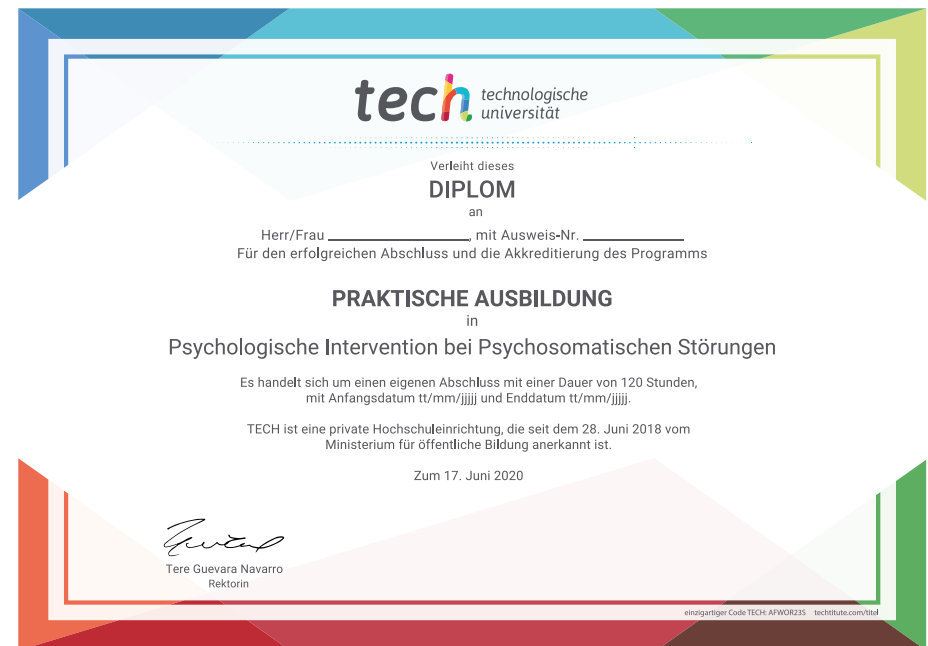 tech technologische
universität
Verleiht dieses
DIPLOM
an
Herr/Frau ____________________, mit Ausweis-Nr. ______________
Für den erfolgreichen Abschluss und die Akkreditierung des Programms
PRAKTISCHE AUSBILDUNG
in
Psychologische Intervention bei Psychosomatischen Störungen
Es handelt sich um einen eigenen Abschluss mit einer Dauer von 120 Stunden,
mit Anfangsdatum tt/mm/jjjjj und Enddatum tt/mm/jjjjj.
TECH ist eine private Hochschuleinrichtung, die seit dem 28. Juni 2018 vom
Ministerium für öffentliche Bildung anerkannt ist.
Zum 17. Juni 2020
Tere Guevara Navarro
Rektorin
einzigartiger Code TECH: AFWOR23S techtitute.com/titel